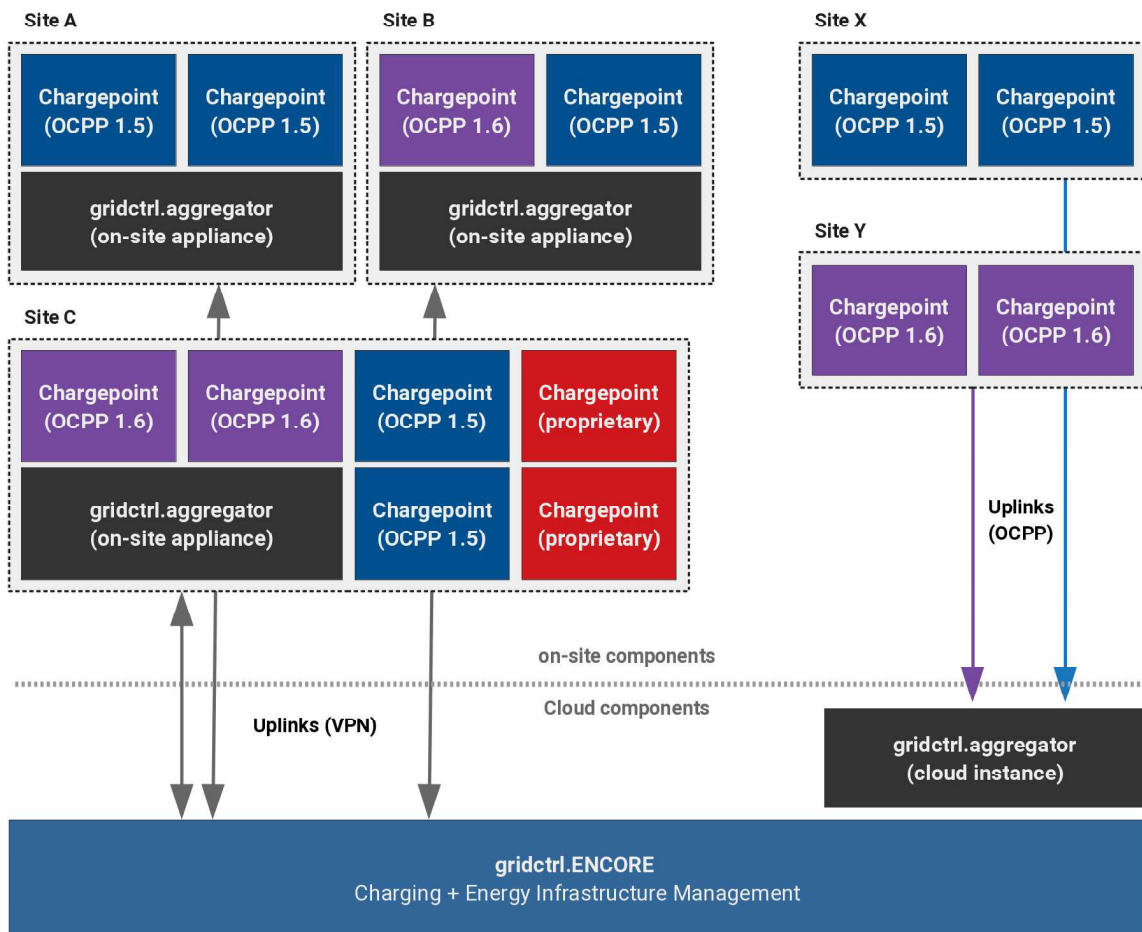 Site A
Site B
Site X
Chargepoint
(OCPP 1.5)
Chargepoint
(OCPP 1.5)
Chargepoint
(OCPP 1.6)
Chargepoint
(OCPP 1.5)
Chargepoint
(OCPP 1.5)
Chargepoint
(OCPP 1.5)
gridctrl.aggregator
(on-site appliance)
gridctrl.aggregator
(on-site appliance)
Site Y
Chargepoint
(OCPP 1.6)
Chargepoint
(OCPP 1.6)
Site C
Chargepoint
(OCPP 1.6)
Chargepoint
(OCPP 1.6)
Chargepoint
(OCPP 1.5)
Chargepoint
(proprietary)
gridctrl.aggregator
(on-site appliance)
Chargepoint
(OCPP 1.5)
Chargepoint
(proprietary)
Uplinks
(OCPP)
on-site components
Cloud components
Uplinks (VPN)
gridctrl.aggregator
(cloud instance)
gridctrl.ENCORE
Charging + Energy Infrastructure Management